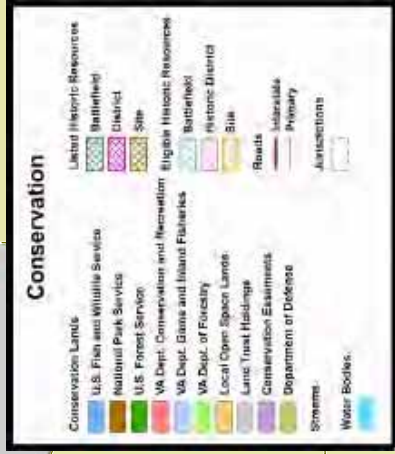 Conservation
Conservation Lands
U.S. Fish and Wildlife Service
National Park Service
U.S. Forest Service
VA Dept. Conservation and Recreation
VA Dept. Game and Inland Fisheries
VA Dept. of Forestry
Local Open Space Lands
Land Trust Holdings
Conservation Easements
Department of Defense
Streams
Water Bodies
Listed Historic Resources
Battlefield
District
Site
Eligible Historic Resources
Battlefield
Historic District
Site
Roads
Interstate
Primary
Jurisdictions